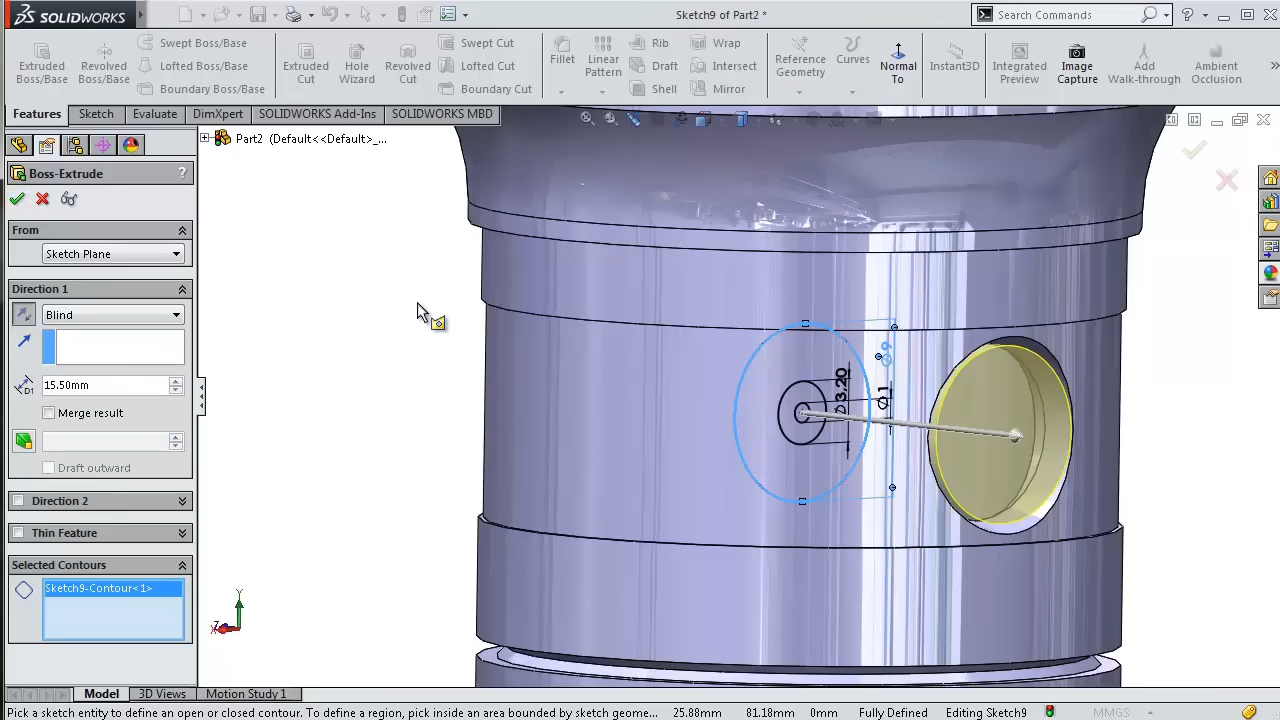 SOLIDWORKS
Sketch9 of Part2 *
Search Commands
Extruded Boss/Base
Revolved Boss/Base
Swept Boss/Base
Lofted Boss/Base
Boundary Boss/Base
Extruded Cut
Hole Wizard
Revolved Cut
Swept Cut
Lofted Cut
Boundary Cut
Fillet
Linear Pattern
Rib
Draft
Shell
Wrap
Intersect
Mirror
Reference Geometry
Curves
Normal To
Instant3D
Integrated Preview
Image Capture
Add Walk-through
Ambient Occlusion
Features
Sketch
Evaluate
DimXpert
SOLIDWORKS Add-Ins
SOLIDWORKS MBD
Part2 (Default<<Default>_...
Boss-Extrude
?
From
Sketch Plane
Direction 1
Blind
D1
15.50mm
Merge result
Draft outward
Direction 2
Thin Feature
Selected Contours
Sketch9-Contour<1>
Ø9
Ø3.20
Ø1
Y
Z
X
Model
3D Views
Motion Study 1
Pick a sketch entity to define an open or closed contour. To define a region, pick inside an area bounded by sketch geome...
25.88mm
81.18mm
0mm
Fully Defined
Editing Sketch9
MMGS